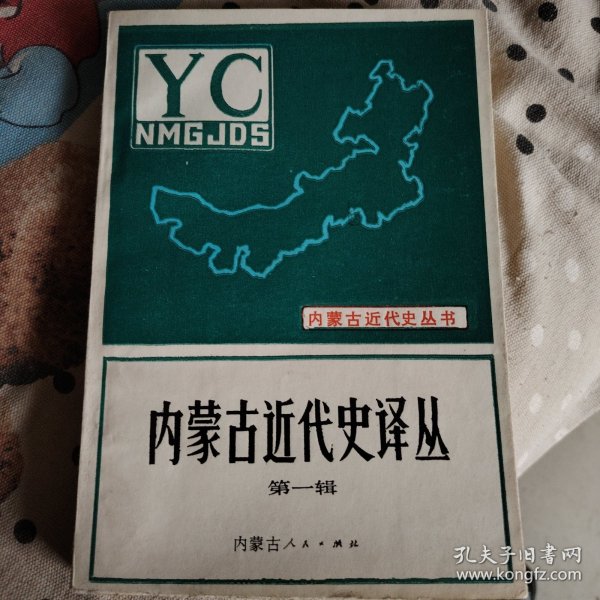 YC
NMGJDS
内蒙古近代史丛书
内蒙古近代史译丛
第一辑
内蒙古人民出版社
孔夫子旧书网
www.kongfz.com